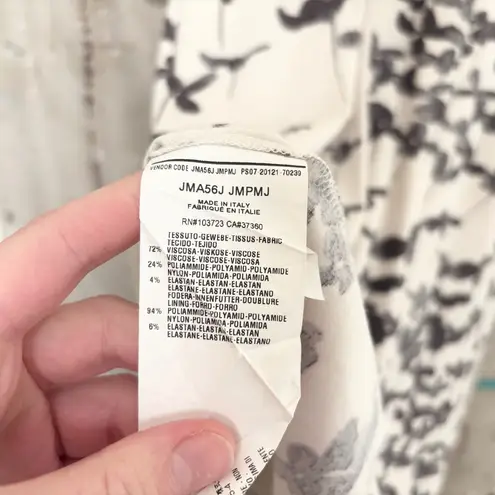 VENDOR CODE JMA56J JMPMJ PS07-20121-70239
JMA56J JMPMJ
MADE IN ITALY
FABRIQUÉ EN ITALIE
RN#103723 CA#37360
TESSUTO-GEWEBE-TISSUS-FABRIC
TECIDO-TEJIDO
72% VISCOSA-VISKOSE-VISCOSE
VISCOSE-VISCOSE-VISCOSA
24% POLIAMMIDE-POLYAMID-POLYAMIDE
NYLON-POLIAMIDA-POLIAMIDA
4% ELASTAN-ELASTAN-ELASTAN
ELASTANE-ELASTANE-ELASTANO
FODERA-INNENFUTTER-DOUBLURE
LINING-FORRO-FORRO
94% POLIAMMIDE-POLYAMID-POLYAMIDE
NYLON-POLIAMIDA-POLIAMIDA
6% ELASTAN-ELASTAN-ELASTAN
ELASTANE-ELASTANE-ELASTANO